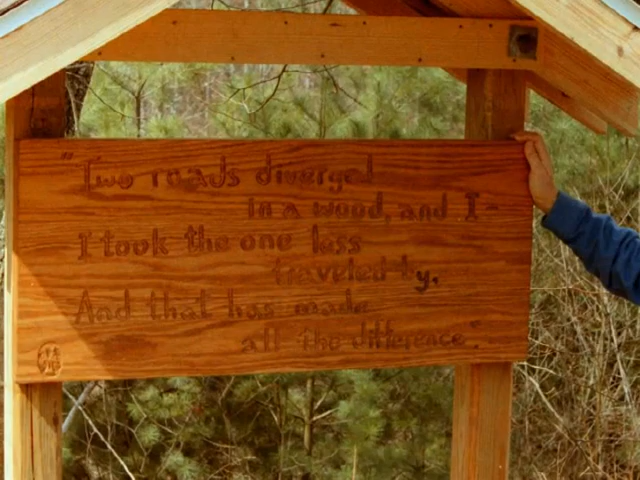 "Two roads diverged
in a wood, and I-
I took the one less
traveled by,
And that has made
all the difference."